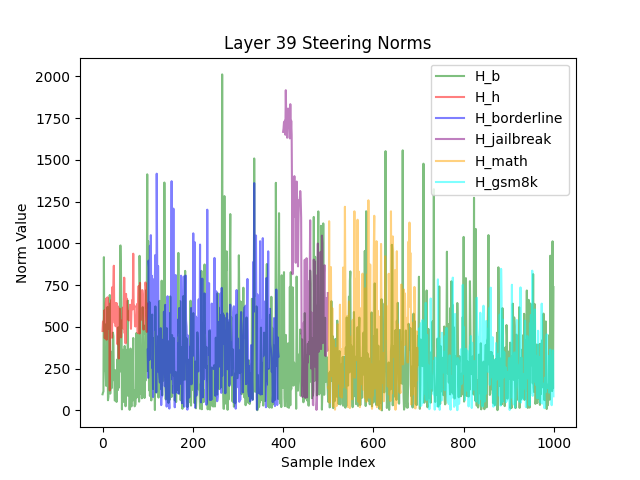 Layer 39 Steering Norms
Norm Value
2000
1750
1500
1250
1000
750
500
250
0
0 200 400 600 800 1000
Sample Index
H_b
H_h
H_borderline
H_jailbreak
H_math
H_gsm8k